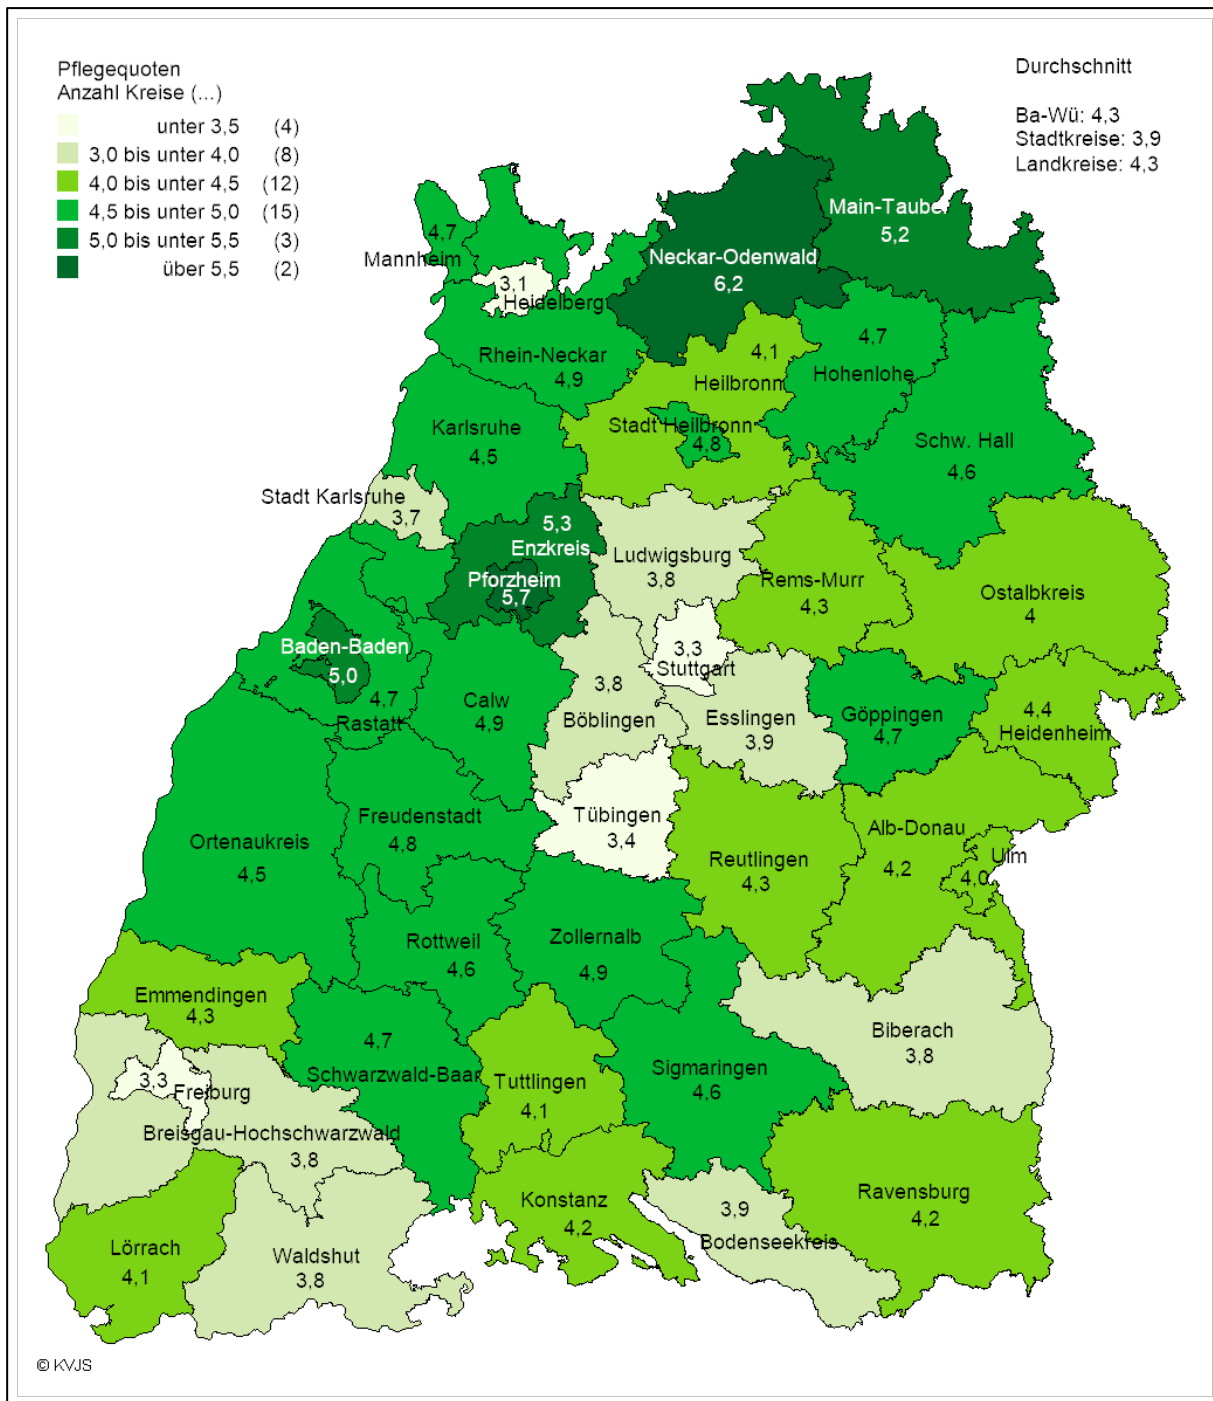 Pflegequoten
Anzahl Kreise (...)
unter 3,5 (4)
3,0 bis unter 4,0 (8)
4,0 bis unter 4,5 (12)
4,5 bis unter 5,0 (15)
5,0 bis unter 5,5 (3)
über 5,5 (2)
Durchschnitt
Ba-Wü: 4,3
Stadtkreise: 3,9
Landkreise: 4,3
Main-Taube
5,2
4,7
Mannheim
Neckar-Odenwald
6,2
3,1
Heidelberg
Rhein-Neckar
4,9
4,1
Heilbronn
4,7
Hohenlohe
Karlsruhe
4,5
Stadt Heilbronn
4,8
Schw. Hall
4,6
Stadt Karlsruhe
3,7
5,3
Enzkreis
Pforzheim
5,7
Ludwigsburg
3,8
Rems-Murr
4,3
Ostalbkreis
4
Baden-Baden
5,0
4,7
Rastatt
Calw
4,9
3,8
Böblingen
3,3
Stuttgart
Esslingen
3,9
Göppingen
4,7
4,4
Heidenheim
Ortenaukreis
4,5
Freudenstadt
4,8
Tübingen
3,4
Reutlingen
4,3
Alb-Donau
4,2
Ulm
4,0
Rottweil
4,6
Zollernalb
4,9
Emmendingen
4,3
4,7
Schwarzwald-Baar
Tuttlingen
4,1
Sigmaringen
4,6
Biberach
3,8
3,3
Freiburg
Breisgau-Hochschwarzwald
3,8
Konstanz
4,2
3,9
Bodenseekreis
Ravensburg
4,2
Lörrach
4,1
Waldshut
3,8
© KVJS